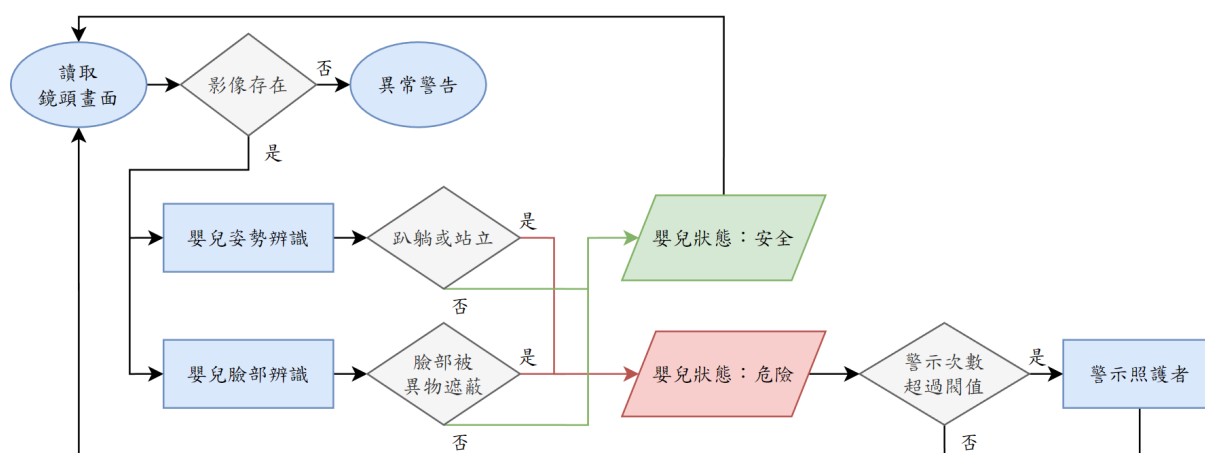 讀取
鏡頭畫面
影像存在
否
異常警告
是
嬰兒姿勢辨識
趴躺或站立
是
否
嬰兒狀態：安全
嬰兒臉部辨識
臉部被
異物遮蔽
是
否
嬰兒狀態：危險
警示次數
超過閥值
是
否
警示照護者